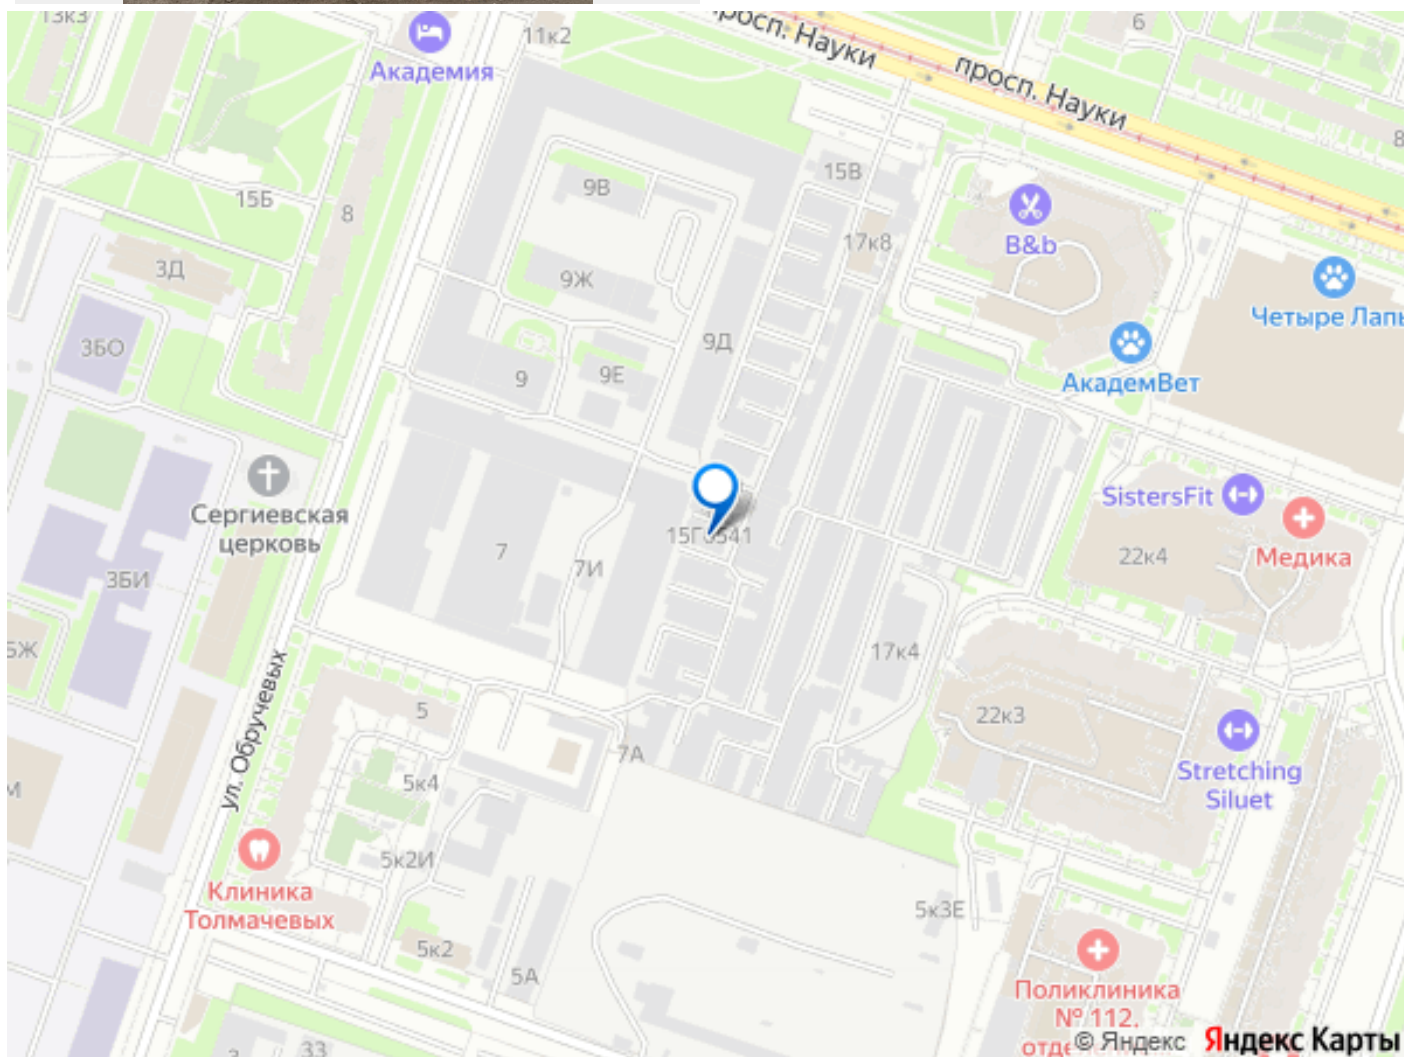 13к3
11к2
Академия
просп. Науки
просп. Науки
6
8
15Б
8
9В
15В
B&b
17к8
3Д
9Ж
Четыре Лапы
3БО
9Д
9
9Е
АкадемВет
SistersFit
Сергиевская
церковь
Медика
7
7И
22к4
3БИ
17к4
ул. Обручевых
5
22к3
7А
5к4
Stretching
Siluet
5к2И
Клиника
Толмачевых
5к3Е
5к2
5А
Поликлиника
№ 112,
33
© Яндекс Яндекс Карты